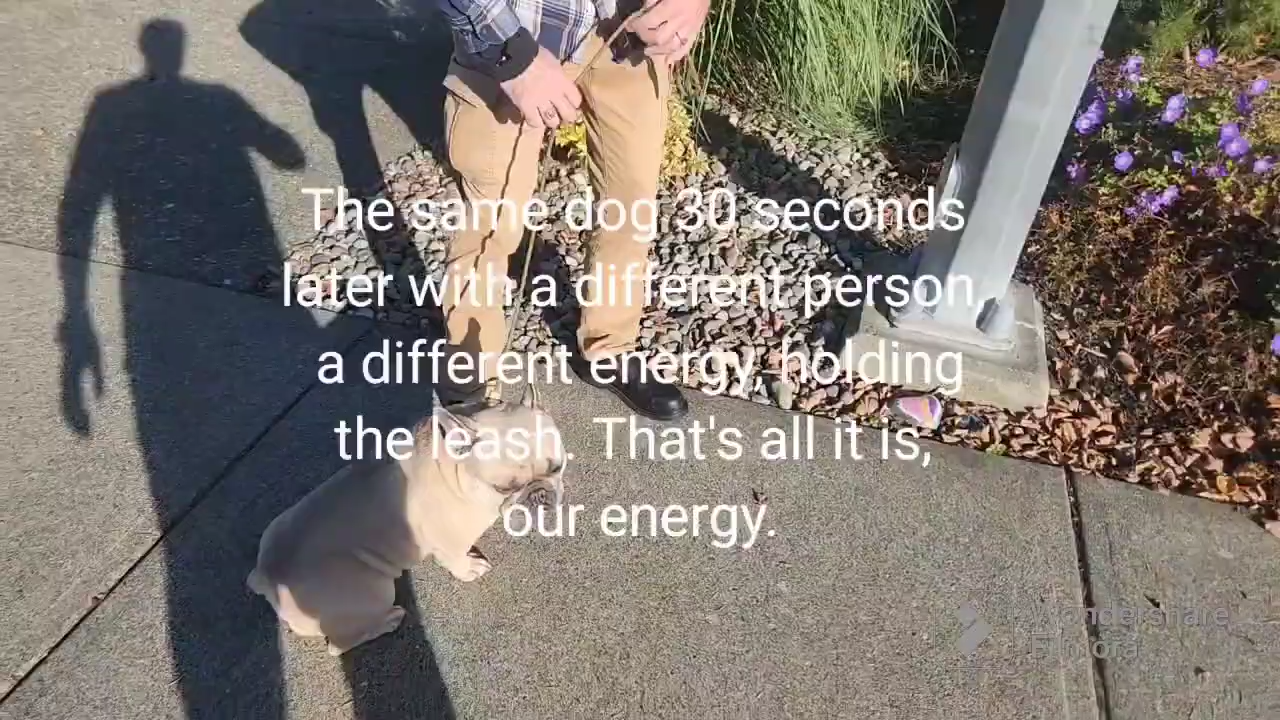 The same dog 30 seconds
later with a different person,
a different energy, holding
the leash. That's all it is,
our energy.
Wondershare
Filmora